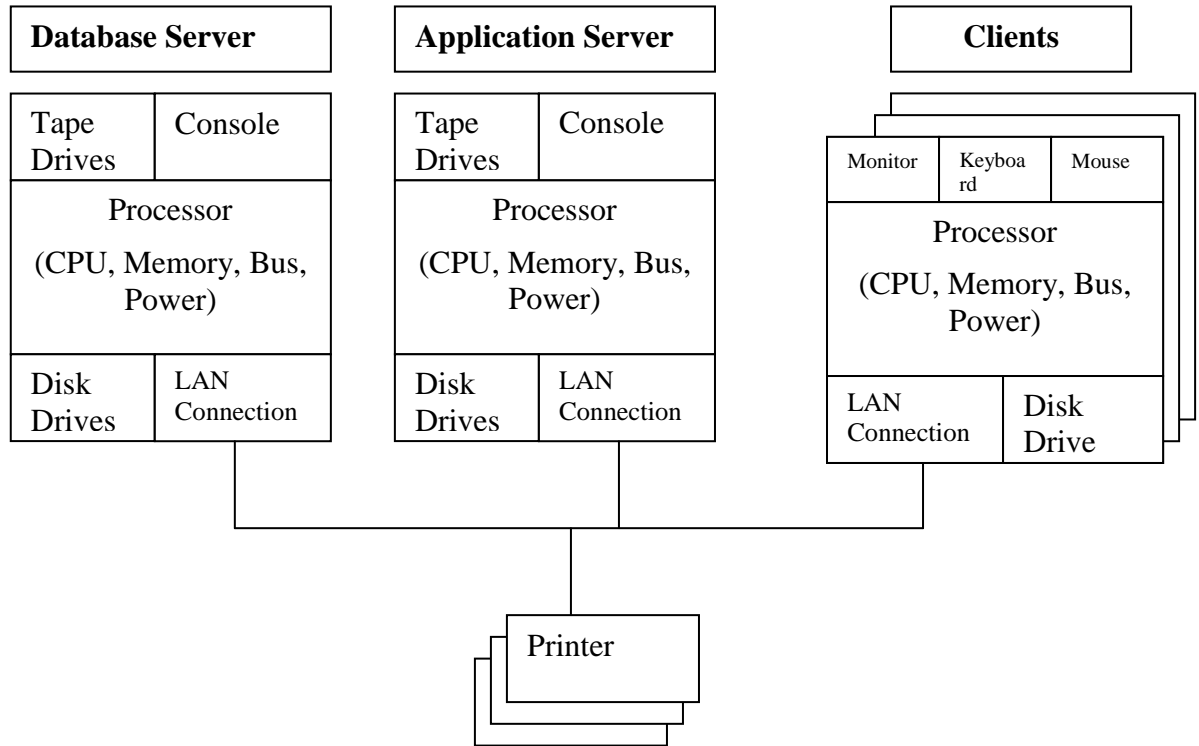 Database Server
Application Server
Clients
Tape
Drives
Console
Processor
(CPU, Memory, Bus,
Power)
Disk
Drives
LAN
Connection
Tape
Drives
Console
Processor
(CPU, Memory, Bus,
Power)
Disk
Drives
LAN
Connection
Monitor
Keyboa
rd
Mouse
Processor
(CPU, Memory, Bus,
Power)
LAN
Connection
Disk
Drive
Printer